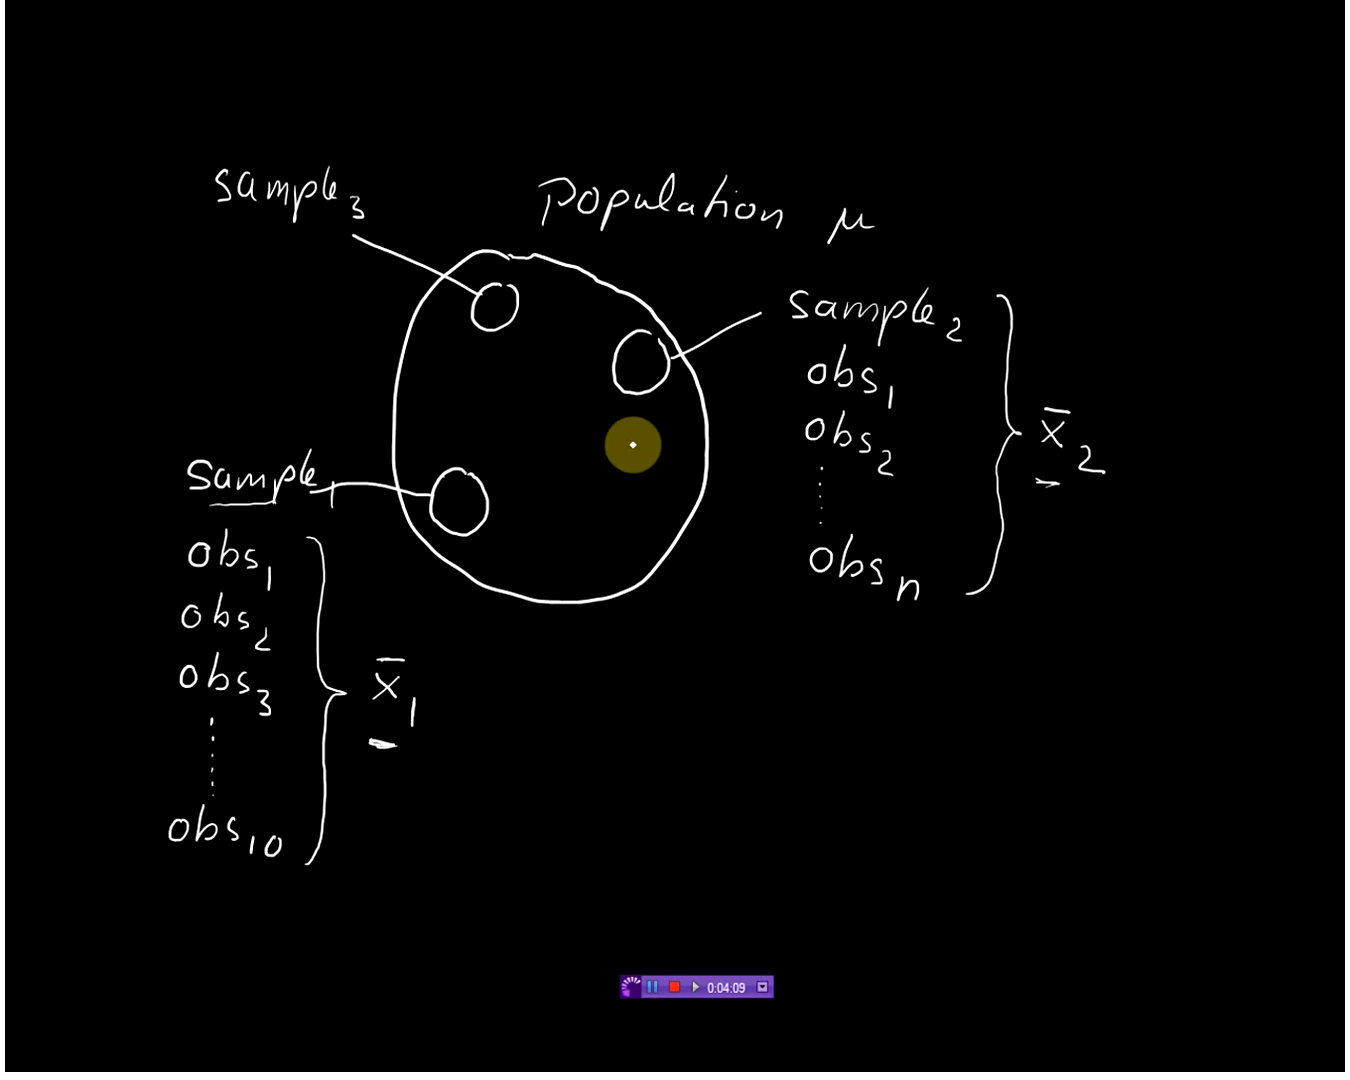 sample₃
Population μ
sample₂
obs₁
obs₂
obsₙ
x̄₂
sample₁
obs₁
obs₂
obs₃
obs₁₀
x̄₁
0:04:09